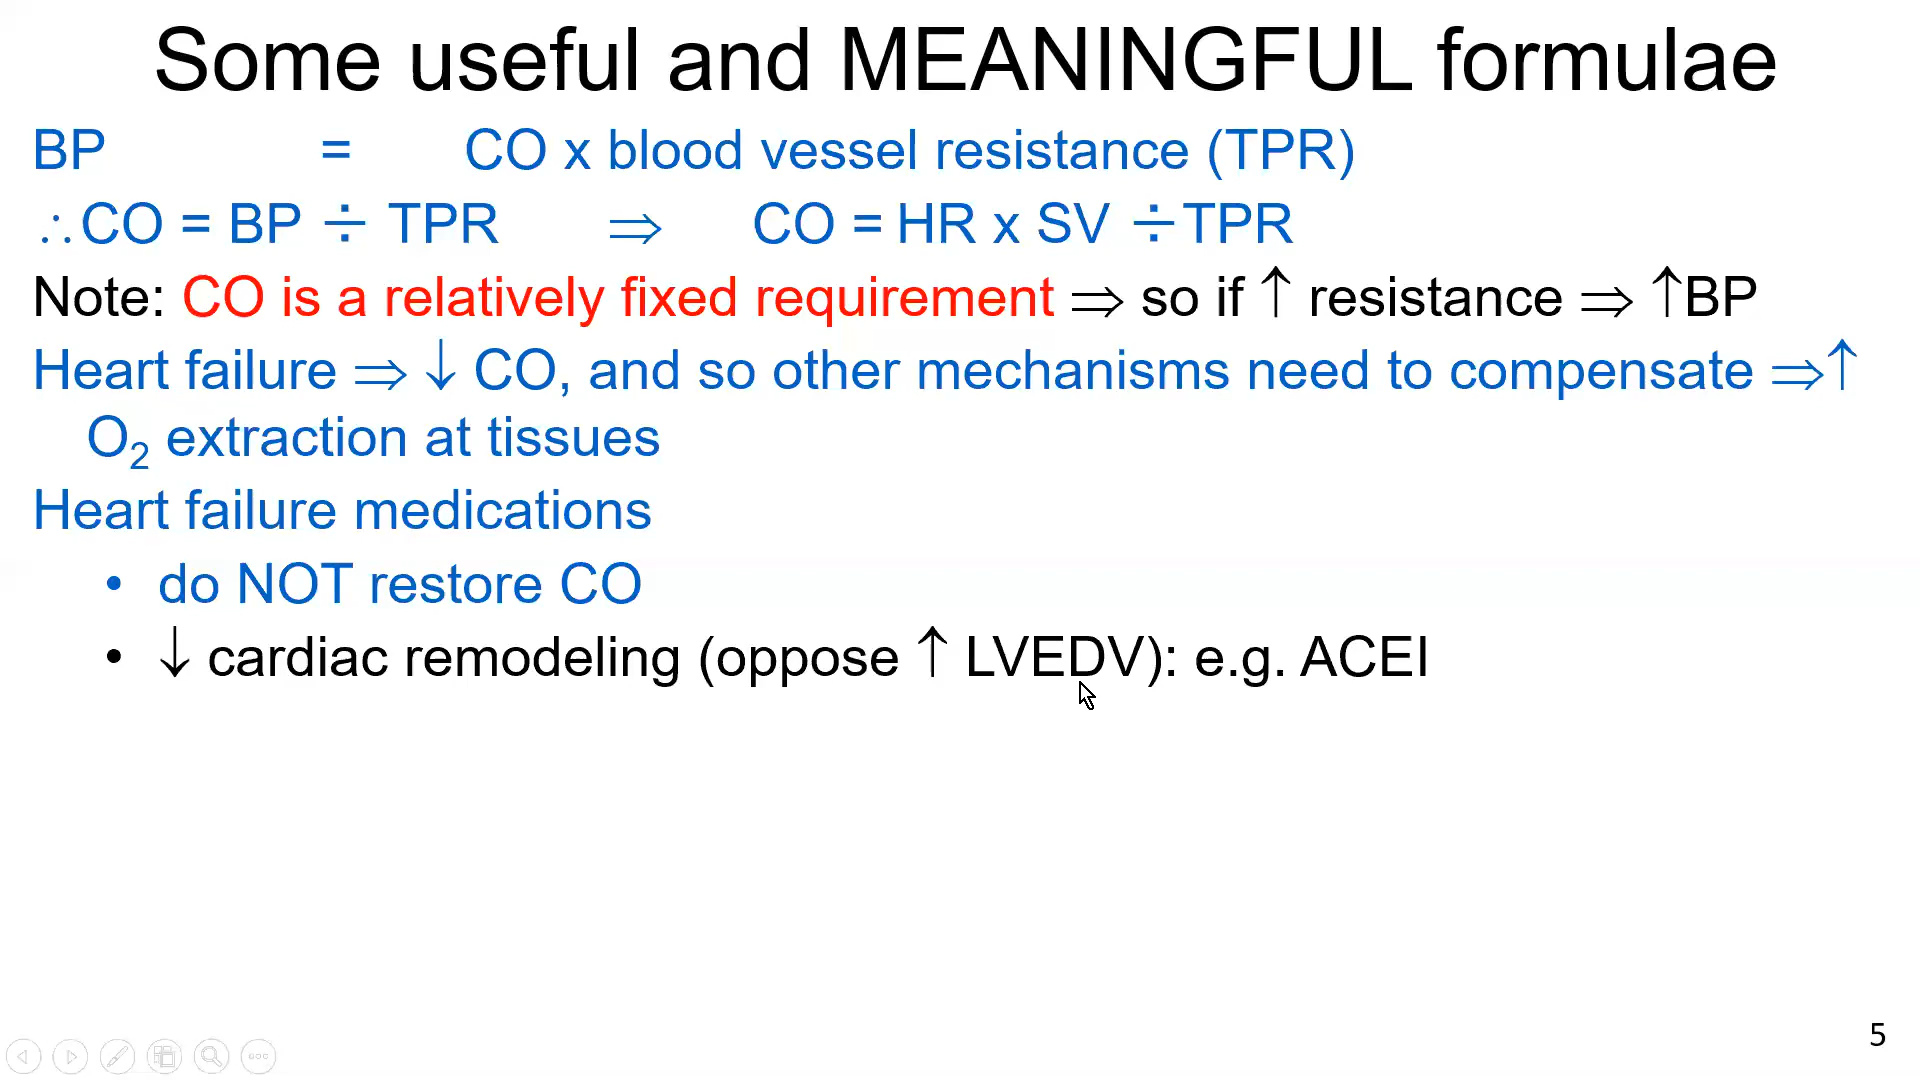 Some useful and MEANINGFUL formulae
BP = CO x blood vessel resistance (TPR)
∴CO = BP ÷ TPR ⇒ CO = HR x SV ÷TPR
Note: CO is a relatively fixed requirement ⇒ so if ↑ resistance ⇒ ↑BP
Heart failure ⇒ ↓ CO, and so other mechanisms need to compensate ⇒↑
O₂ extraction at tissues
Heart failure medications
• do NOT restore CO
• ↓ cardiac remodeling (oppose ↑ LVEDV): e.g. ACEI
5